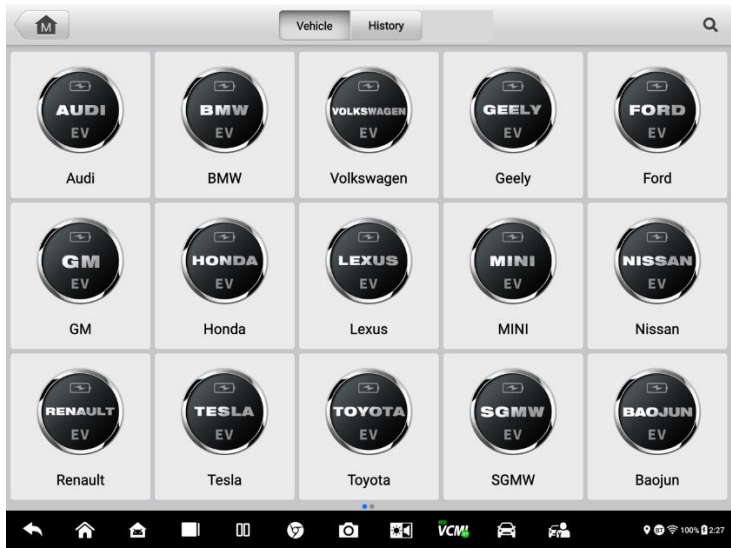 M
Vehicle History
AUDI BMW VOLKSWAGEN GEELY FORD
EV EV EV EV EV
Audi BMW Volkswagen Geely Ford
GM HONDA LEXUS MINI NISSAN
EV EV EV EV EV
GM Honda Lexus MINI Nissan
RENAULT TESLA TOYOTA SGMW BAOJUN
EV EV EV EV EV
Renault Tesla Toyota SGMW Baojun
VCMI 100% 2:27